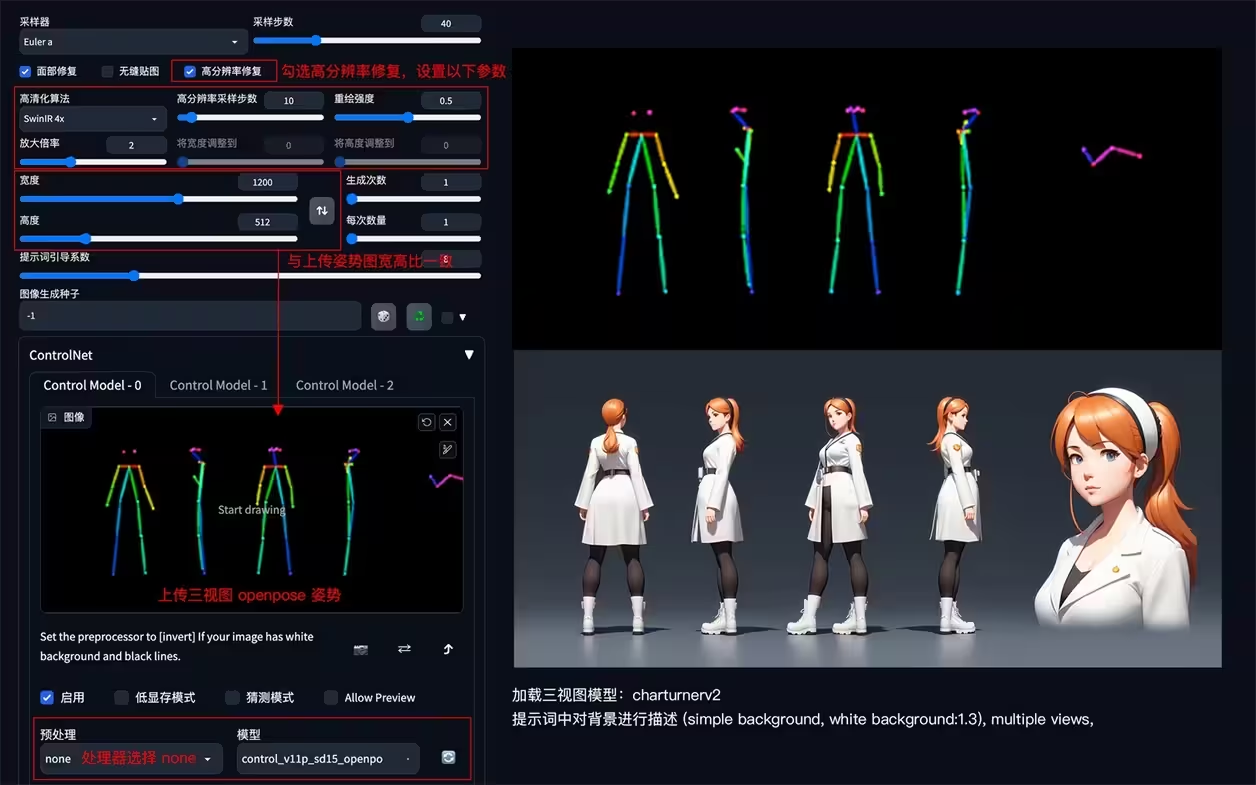 采样器
采样步数
40
Euler a
面部修复
无缝贴图
高分辨率修复
勾选高分辨率修复，设置以下参数
高清化算法
高分辨率采样步数
10
重绘强度
0.5
SwinIR 4x
放大倍率
2
将宽度调整到
0
将高度调整到
0
宽度
1200
生成次数
1
高度
512
每次数量
1
提示词引导系数
与上传姿势图宽高比一致
8
图像生成种子
-1
ControlNet
Control Model - 0
Control Model - 1
Control Model - 2
图像
Start drawing
上传三视图 openpose 姿势
Set the preprocessor to [invert] If your image has white
background and black lines.
启用
低显存模式
猜测模式
Allow Preview
预处理
模型
none
处理器选择 none
control_v11p_sd15_openpo
加载三视图模型：charturnerv2
提示词中对背景进行描述 (simple background, white background:1.3), multiple views,